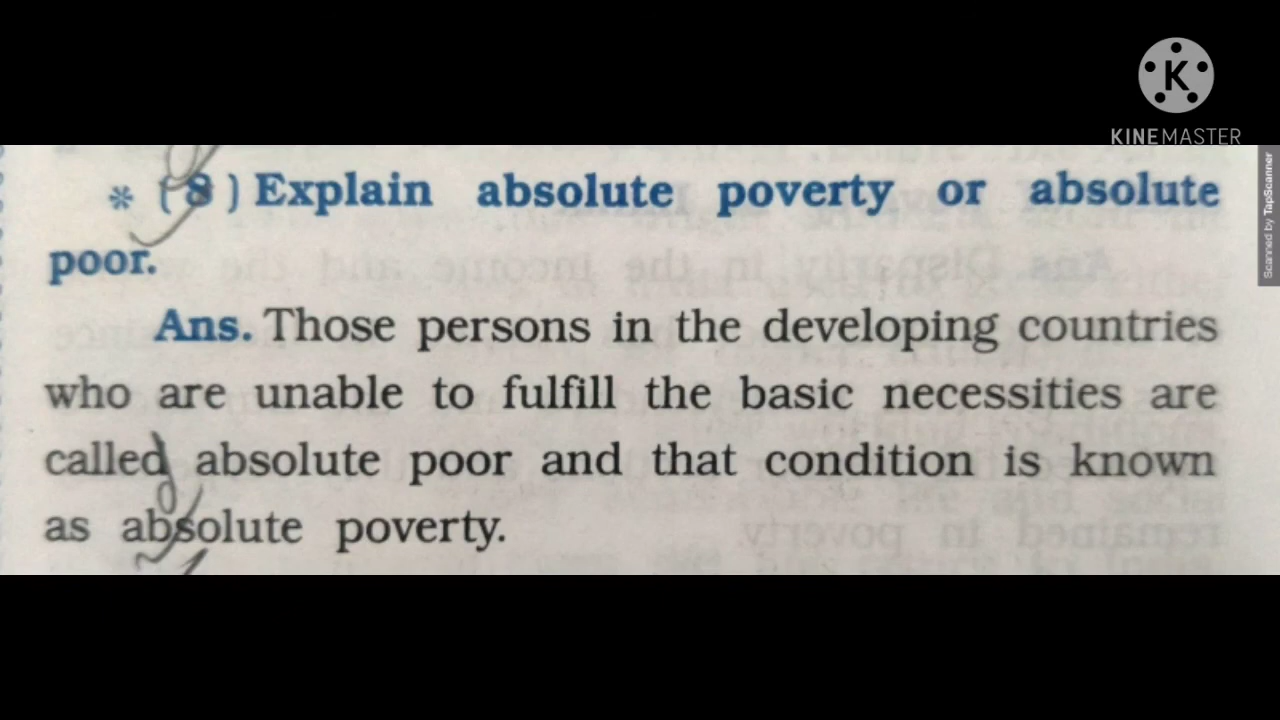 K
KINEMASTER
Scanned by TapScanner
* (8) Explain absolute poverty or absolute
poor.
Ans. Those persons in the developing countries
who are unable to fulfill the basic necessities are
called absolute poor and that condition is known
as absolute poverty.